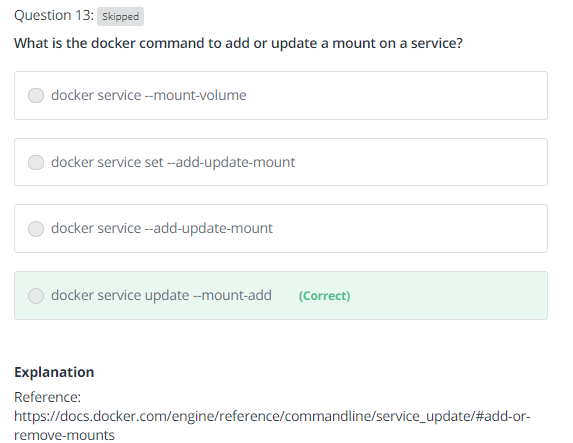 Question 13: Skipped
What is the docker command to add or update a mount on a service?
docker service --mount-volume
docker service set --add-update-mount
docker service --add-update-mount
docker service update --mount-add (Correct)
Explanation
Reference:
https://docs.docker.com/engine/reference/commandline/service_update/#add-or-
remove-mounts